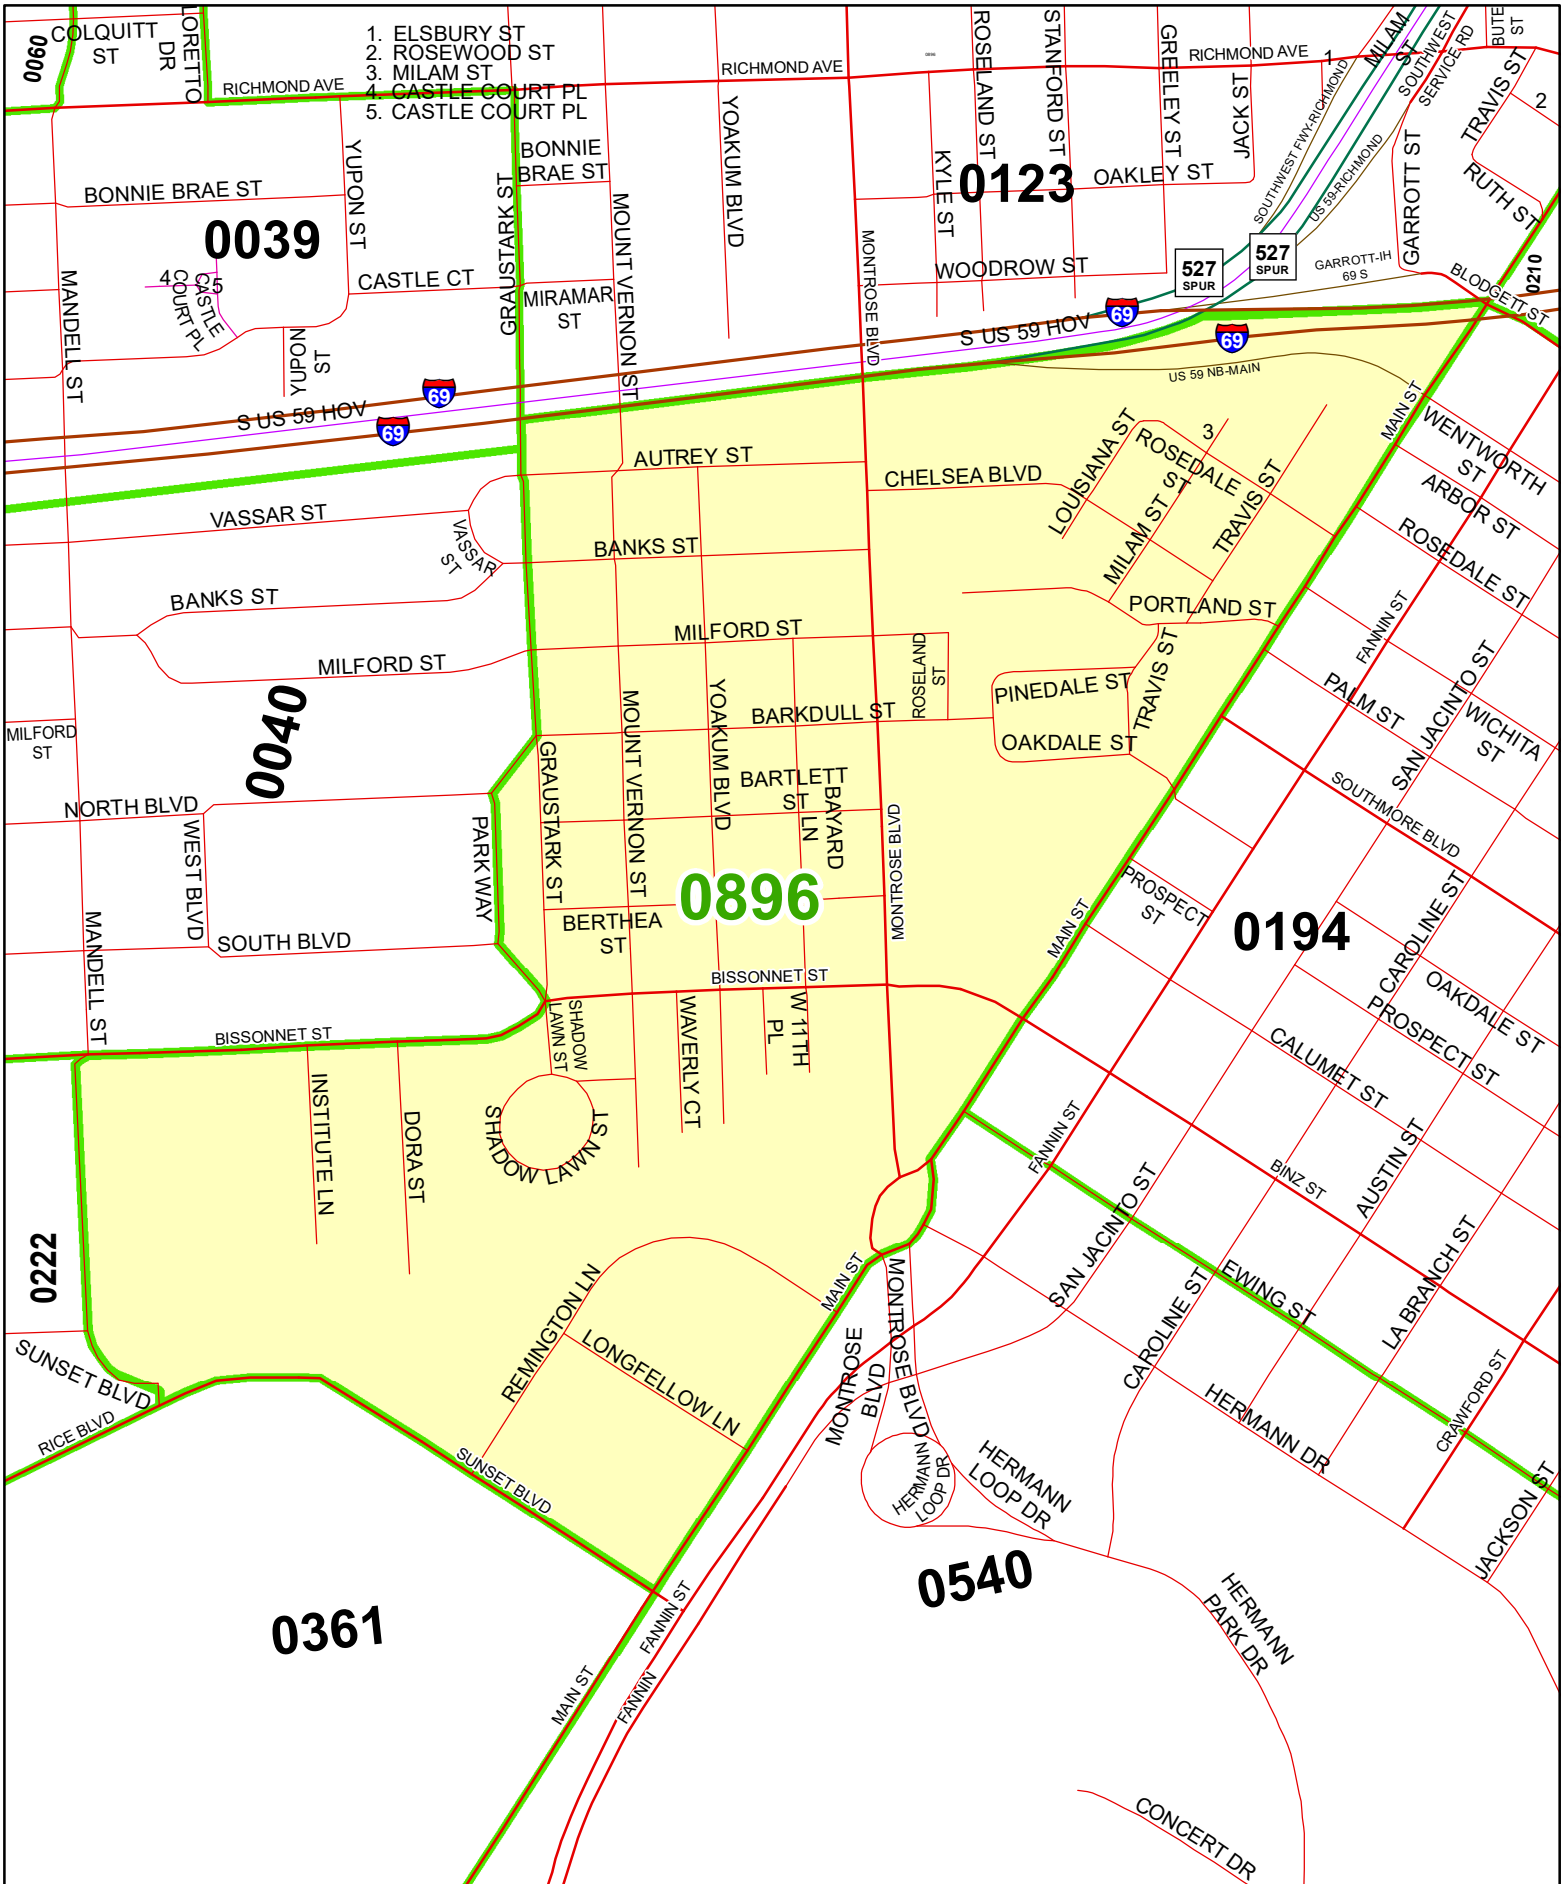 COLQUITT
ST
LORETTO
DR
0060
1. ELSBURY ST
2. ROSEWOOD ST
3. MILAM ST
4. CASTLE COURT PL
5. CASTLE COURT PL
RICHMOND AVE
RICHMOND AVE
RICHMOND AVE
1
ROSELAND ST
STANFORD ST
GREELEY ST
JACK ST
MILAM
ST
SOUTHWEST
SERVICE RD
BUTE
ST
TRAVIS ST
2
RUTH ST
SOUTHWEST FWY-RICHMOND
US 59-RICHMOND
GARROTT ST
BONNIE
BRAE ST
BONNIE BRAE ST
YUPON ST
GRAUSTARK ST
MOUNT VERNON ST
YOAKUM BLVD
KYLE ST
0123
OAKLEY ST
0039
WOODROW ST
527
SPUR
527
SPUR
GARROTT-IH
69 S
BLODGETT ST
0210
MANDELL ST
4
5
CASTLE
COURT PL
CASTLE CT
MIRAMAR
ST
MONTROSE BLVD
YUPON
ST
S US 59 HOV
69
69
S US 59 HOV
69
69
US 59 NB-MAIN
MAIN ST
WENTWORTH
ST
ARBOR ST
ROSEDALE ST
AUTREY ST
CHELSEA BLVD
LOUISIANA ST
3
ROSEDALE
ST
MILAM ST
TRAVIS ST
VASSAR ST
VASSAR
ST
BANKS ST
BANKS ST
PORTLAND ST
FANNIN ST
MILFORD ST
MILFORD ST
ROSELAND
ST
PINEDALE ST
TRAVIS ST
OAKDALE ST
PALM ST
SAN JACINTO ST
WICHITA
ST
0040
MILFORD
ST
MOUNT VERNON ST
YOAKUM BLVD
BARKDULL ST
GRAUSTARK ST
BARTLETT
ST
BAYARD
LN
MONTROSE BLVD
SOUTHMORE BLVD
NORTH BLVD
WEST BLVD
PARKWAY
0896
BERTHEA
ST
PROSPECT
ST
0194
CAROLINE ST
MAIN ST
MANDELL ST
SOUTH BLVD
BISSONNET ST
OAKDALE ST
PROSPECT ST
CALUMET ST
BISSONNET ST
SHADOW
LAWN ST
WAVERLY CT
W 11TH
PL
INSTITUTE LN
DORA ST
SHADOW LAWN ST
FANNIN ST
BINZ ST
AUSTIN ST
SAN JACINTO ST
LA BRANCH ST
0222
EWING ST
CAROLINE ST
REMINGTON LN
MAIN ST
MONTROSE BLVD
MONTROSE
BLVD
LONGFELLOW LN
SUNSET BLVD
RICE BLVD
SUNSET BLVD
HERMANN DR
CRAWFORD ST
JACKSON ST
HERMANN
LOOP DR
HERMANN
LOOP DR
0540
0361
FANNIN ST
FANNIN
MAIN ST
HERMANN
PARK DR
CONCERT DR